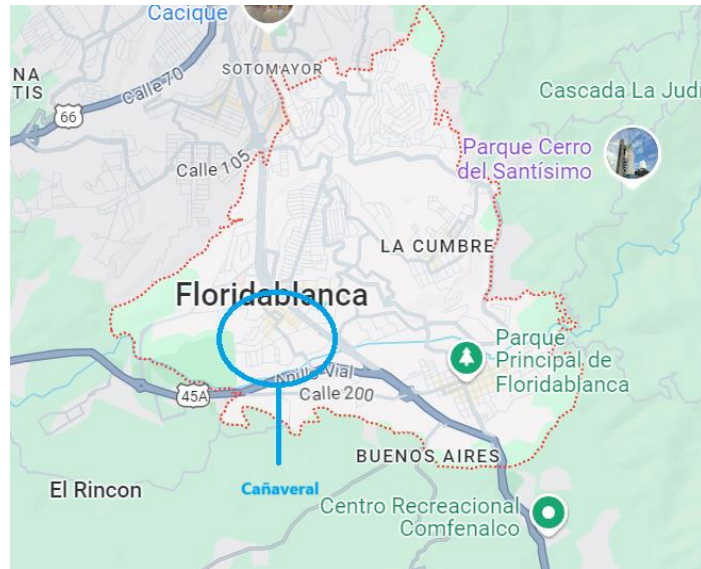 Cacique
SOTOMAYOR
Calle 70
66
Calle 105
Cascada La Judí
Parque Cerro
del Santísimo
LA CUMBRE
Floridablanca
Parque
Principal de
Floridablanca
Anillo Vial
45A
Calle 200
BUENOS AIRES
El Rincon
Cañaveral
Centro Recreacional
Comfenalco
NA
TIS